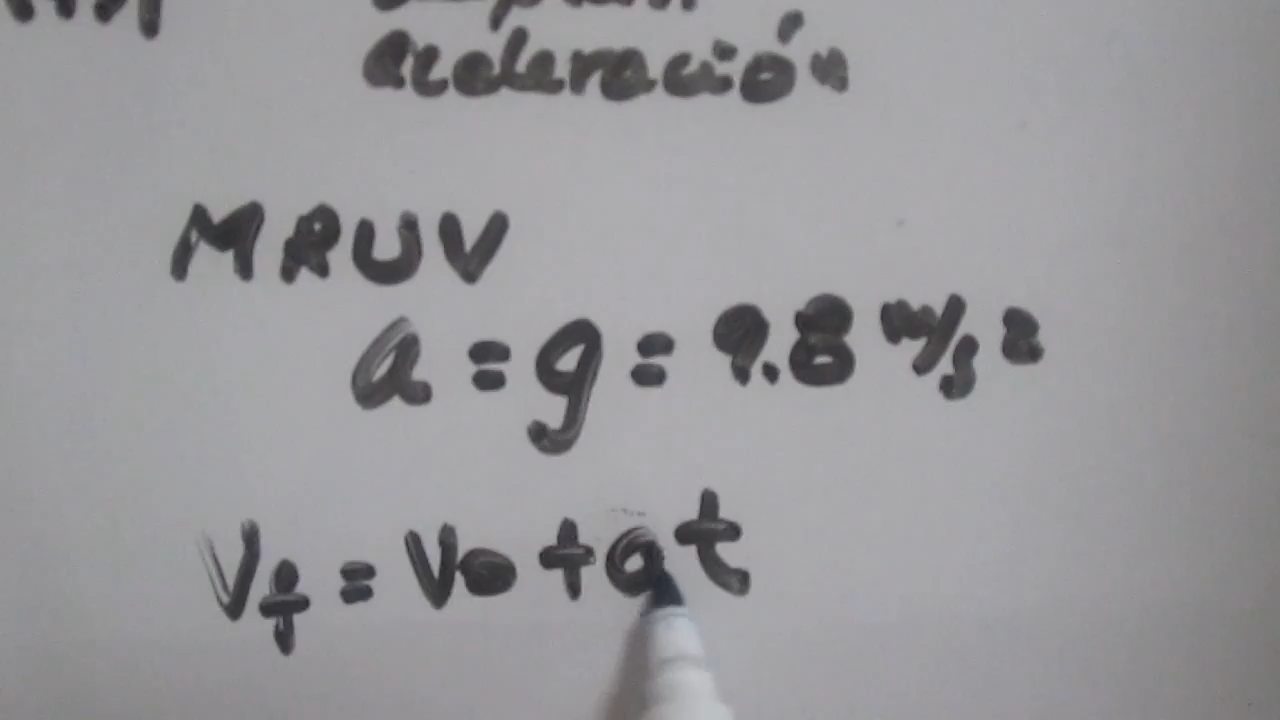 aceleración
MRUV
a = g = 9.8 m/s²
Vf = Vo + at